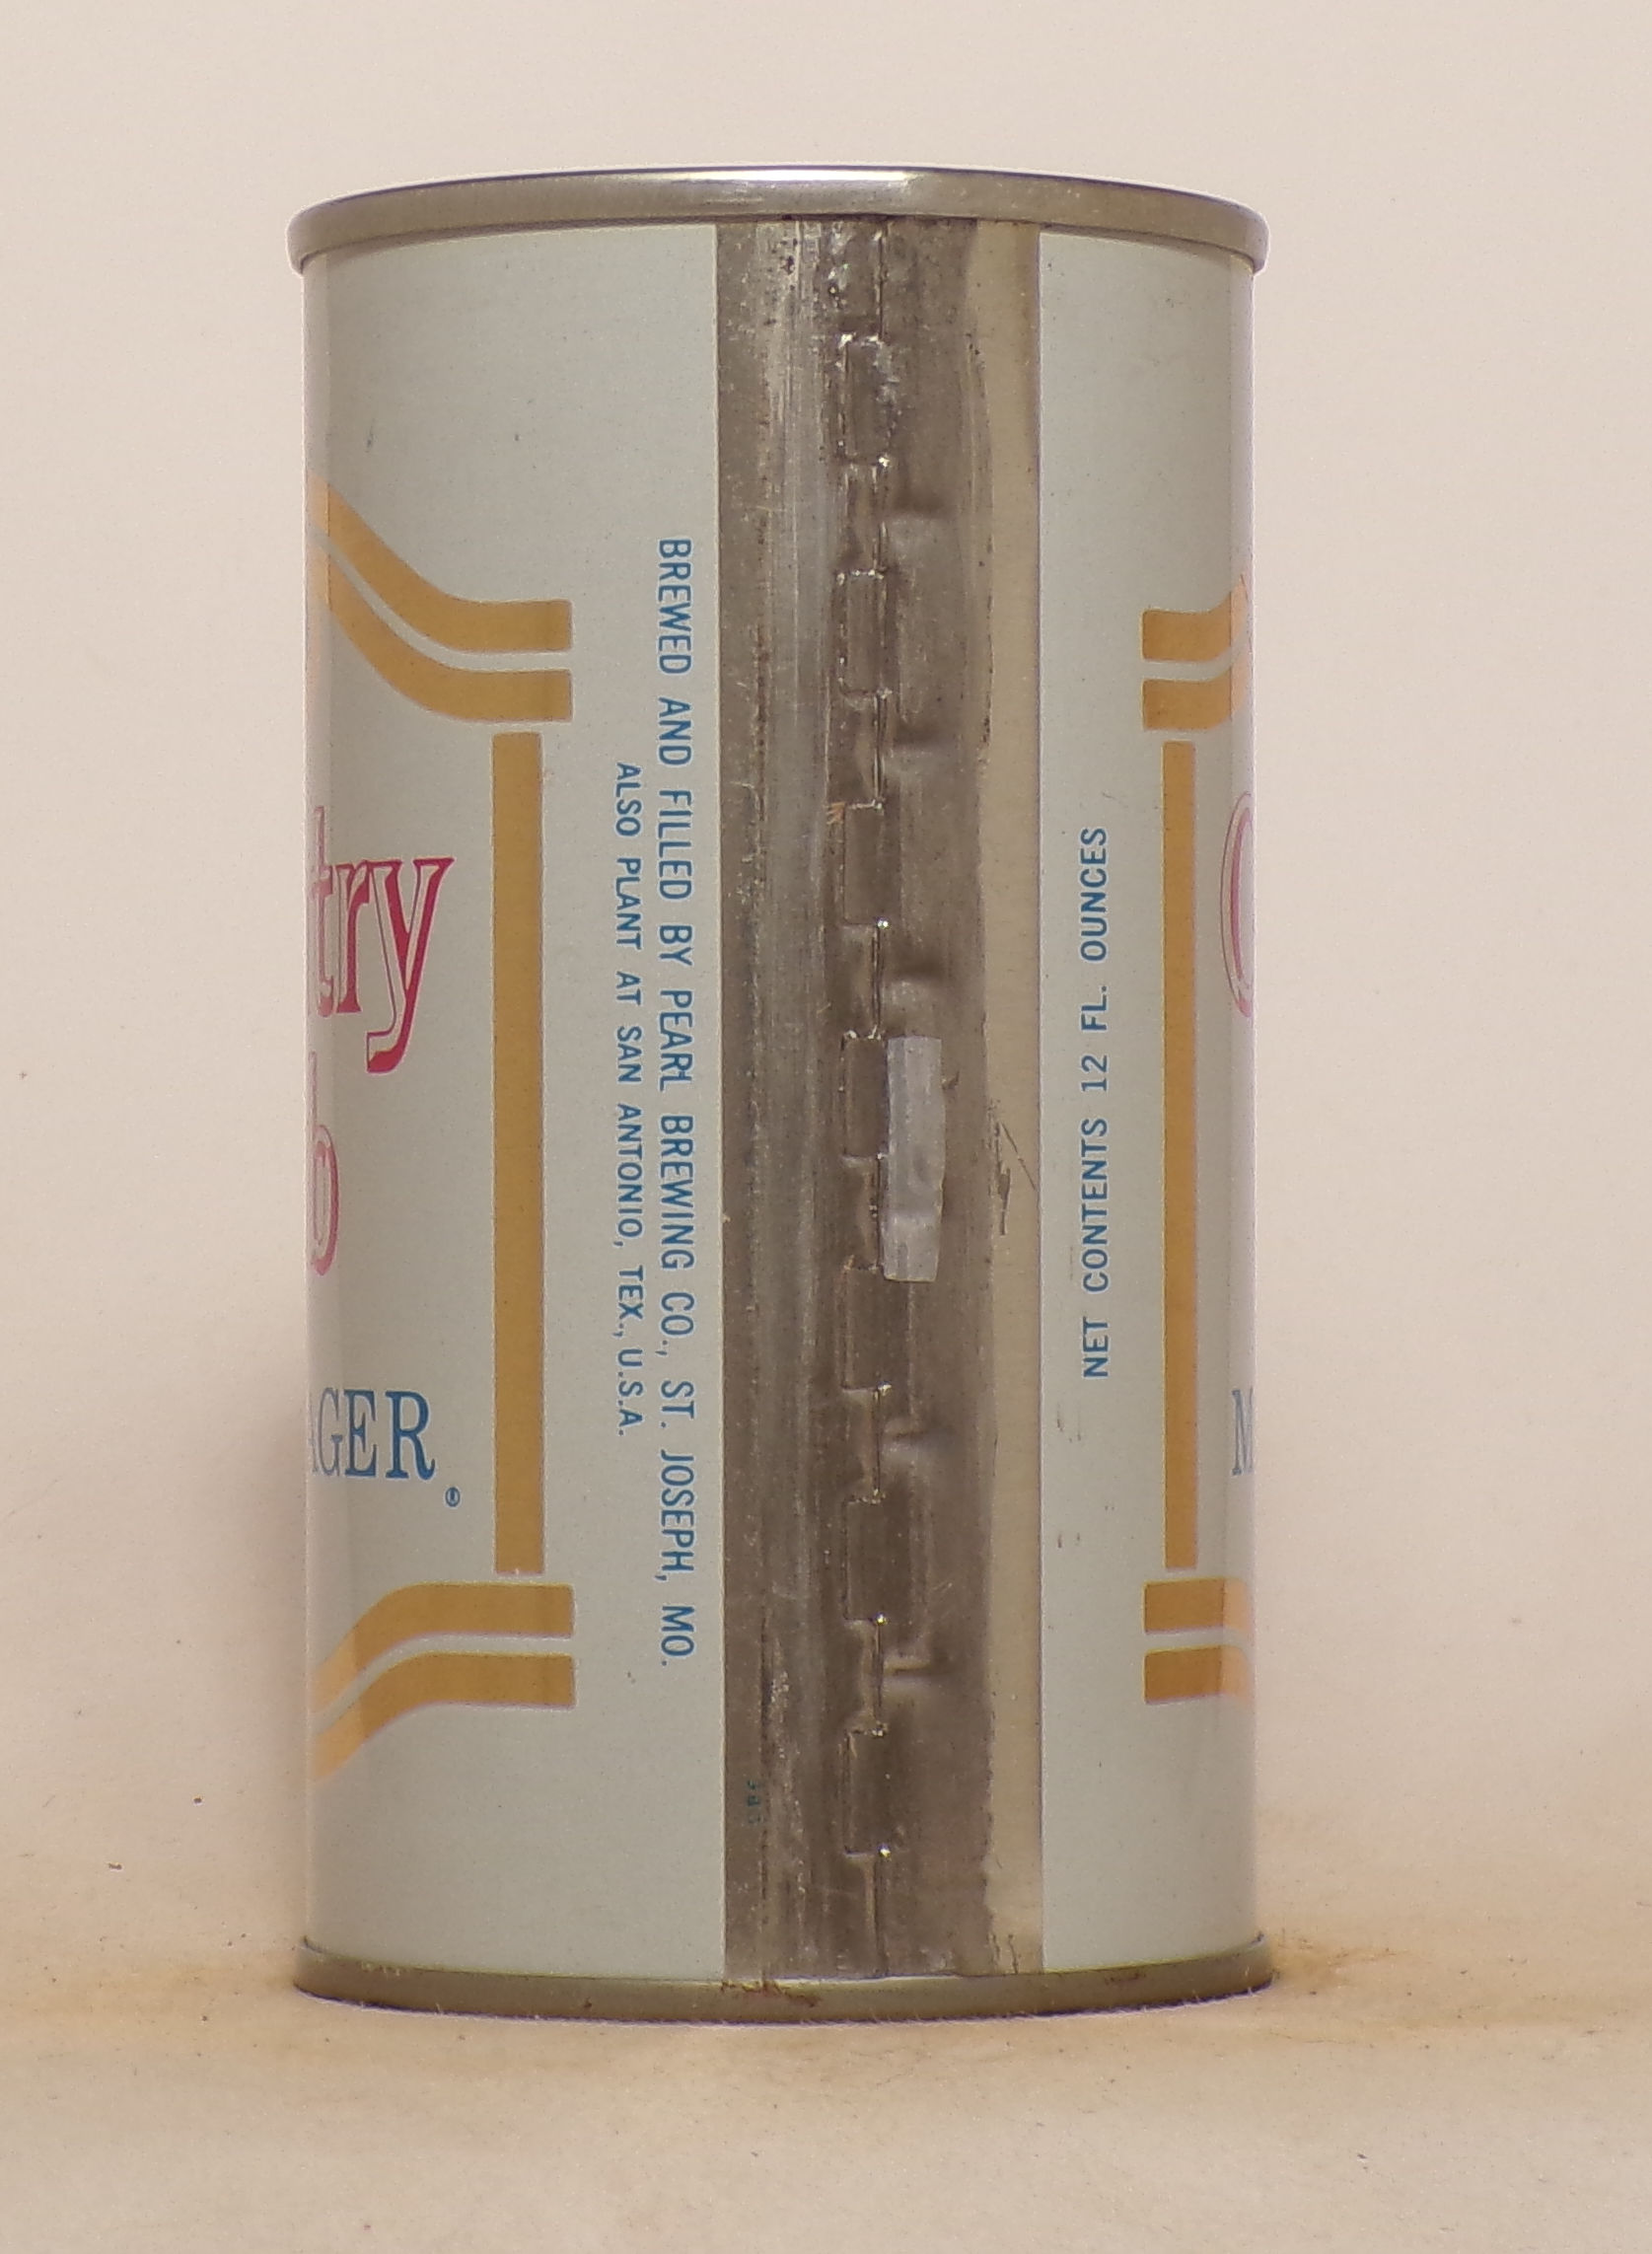 try
b
AGER®
BREWED AND FILLED BY PEARL BREWING CO., ST. JOSEPH, MO.
ALSO PLANT AT SAN ANTONIO, TEX., U.S.A.
NET CONTENTS 12 FL. OUNCES
C
M